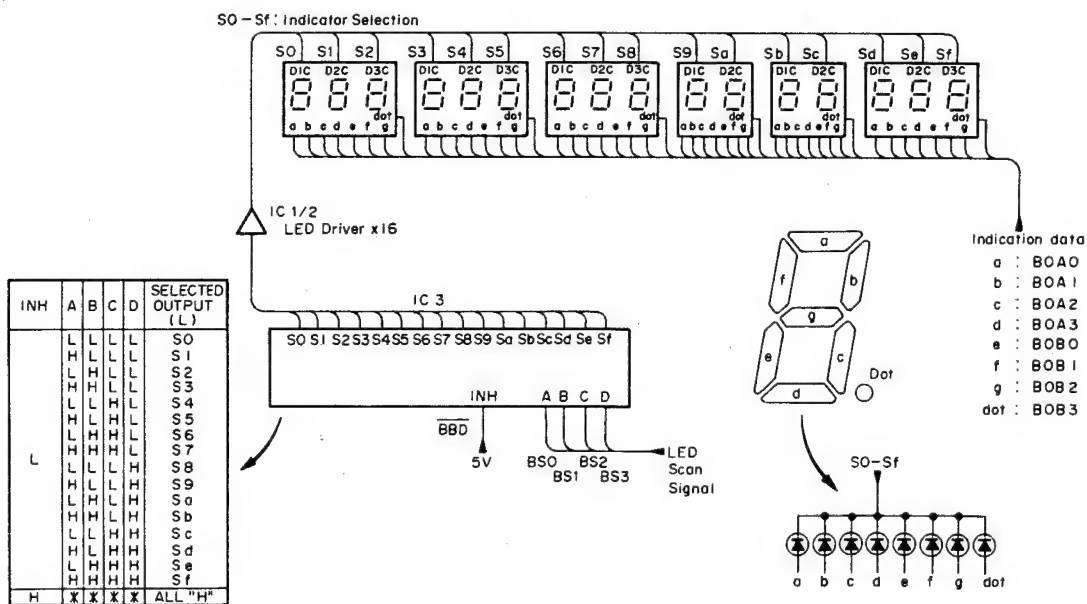 SO-Sf: Indicator Selection
S0 S1 S2 S3 S4 S5 S6 S7 S8 S9 Sa Sb Sc Sd Se Sf
D1C D2C D3C D1C D2C D3C D1C D2C D3C D1C D2C D1C D2C D1C D2C D3C
dot dot dot dot dot dot
a b c d e f g a b c d e f g a b c d e f g a b c d e f g a b c d e f g a b c d e f g
IC 1/2
LED Driver x16
Indication data
a : BOA0
b : BOA1
c : BOA2
d : BOA3
e : BOB0
f : BOB1
g : BOB2
dot : BOB3
a
f b
g
e c
d
Dot
IC 3
S0 S1 S2 S3 S4 S5 S6 S7 S8 S9 Sa Sb Sc Sd Se Sf
INH A B C D
BBD
5V
BS0 BS2
BS1 BS3
LED
Scan
Signal
INH A B C D SELECTED OUTPUT (L)
L L L L S0
H L L L S1
L H L L S2
H H L L S3
L L H L S4
H L H L S5
L H H L S6
H H H L S7
L
L L L H S8
H L L H S9
L H L H Sa
H H L H Sb
L L H H Sc
H L H H Sd
L H H H Se
H H H H Sf
H * * * * ALL "H"
SO-Sf
a b c d e f g dot